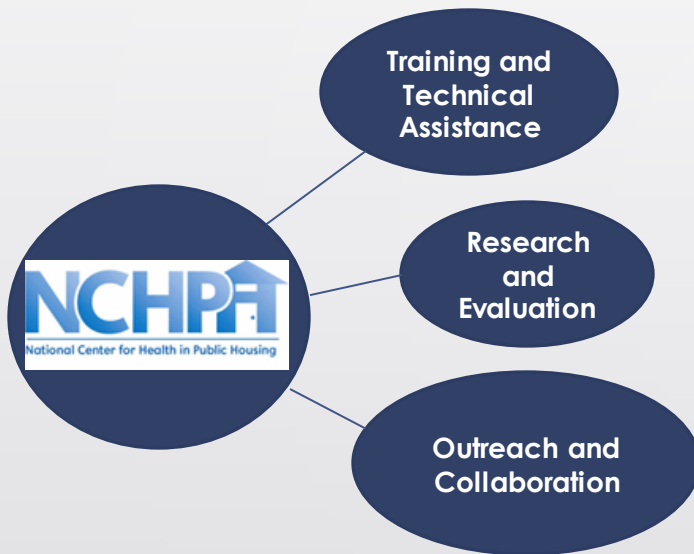 Training and
Technical
Assistance
NCHPH
National Center for Health in Public Housing
Research
and
Evaluation
Outreach and
Collaboration